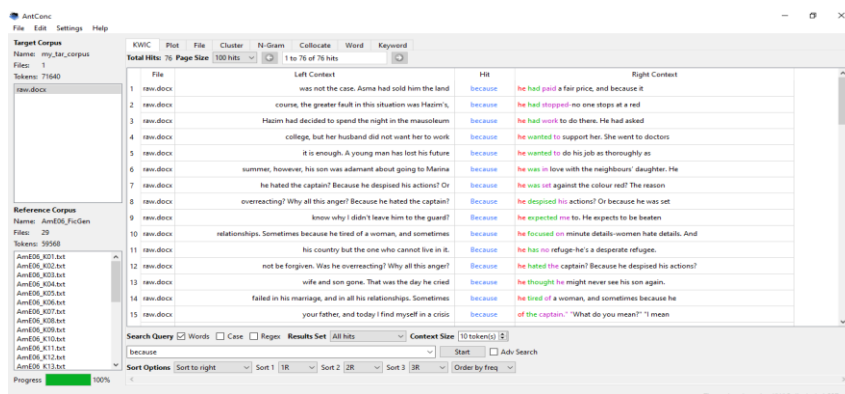 AntConc
File Edit Settings Help
Target Corpus
Name: my_tar_corpus
Files: 1
Tokens: 71640
raw.docx
Reference Corpus
Name: AmE06_FicGen
Files: 29
Tokens: 59568
AmE06_K01.txt
AmE06_K02.txt
AmE06_K03.txt
AmE06_K04.txt
AmE06_K05.txt
AmE06_K06.txt
AmE06_K07.txt
AmE06_K08.txt
AmE06_K09.txt
AmE06_K10.txt
AmE06_K11.txt
AmE06_K12.txt
AmE06_K13.txt
Progress 100%
KWIC Plot File Cluster N-Gram Collocate Word Keyword
Total Hits: 76 Page Size 100 hits 1 to 76 of 76 hits
File Left Context Hit Right Context
1 raw.docx was not the case. Asma had sold him the land because he had paid a fair price, and because it
2 raw.docx course, the greater fault in this situation was Hazim's, because he had stopped-no one stops at a red
3 raw.docx Hazim had decided to spend the night in the mausoleum because he had work to do there. He had asked
4 raw.docx college, but her husband did not want her to work because he wanted to support her. She went to doctors
5 raw.docx it is enough. A young man has lost his future because he wanted to do his job as thoroughly as
6 raw.docx summer, however, his son was adamant about going to Marina because he was in love with the neighbours' daughter. He
7 raw.docx he hated the captain? Because he despised his actions? Or because he was set against the colour red? The reason
8 raw.docx overreacting? Why all this anger? Because he hated the captain? because he despised his actions? Or because he was set
9 raw.docx know why I didn't leave him to the guard? because he expected me to. He expects to be beaten
10 raw.docx relationships. Sometimes because he tired of a woman, and sometimes because he focused on minute details-women hate details. And
11 raw.docx his country but the one who cannot live in it. because he has no refuge-he's a desperate refugee.
12 raw.docx not be forgiven. Was he overreacting? Why all this anger? because he hated the captain? Because he despised his actions?
13 raw.docx wife and son gone. That was the day he cried because he thought he might never see his son again.
14 raw.docx failed in his marriage, and in all his relationships. Sometimes because he tired of a woman, and sometimes because he
15 raw.docx your father, and today I find myself in a crisis because of the captain." "What do you mean?" "I mean
Search Query Words Case Regex Results Set All hits Context Size 10 token(s)
because Start Adv Search
Sort Options Sort to right Sort 1 1R Sort 2 2R Sort 3 3R Order by freq